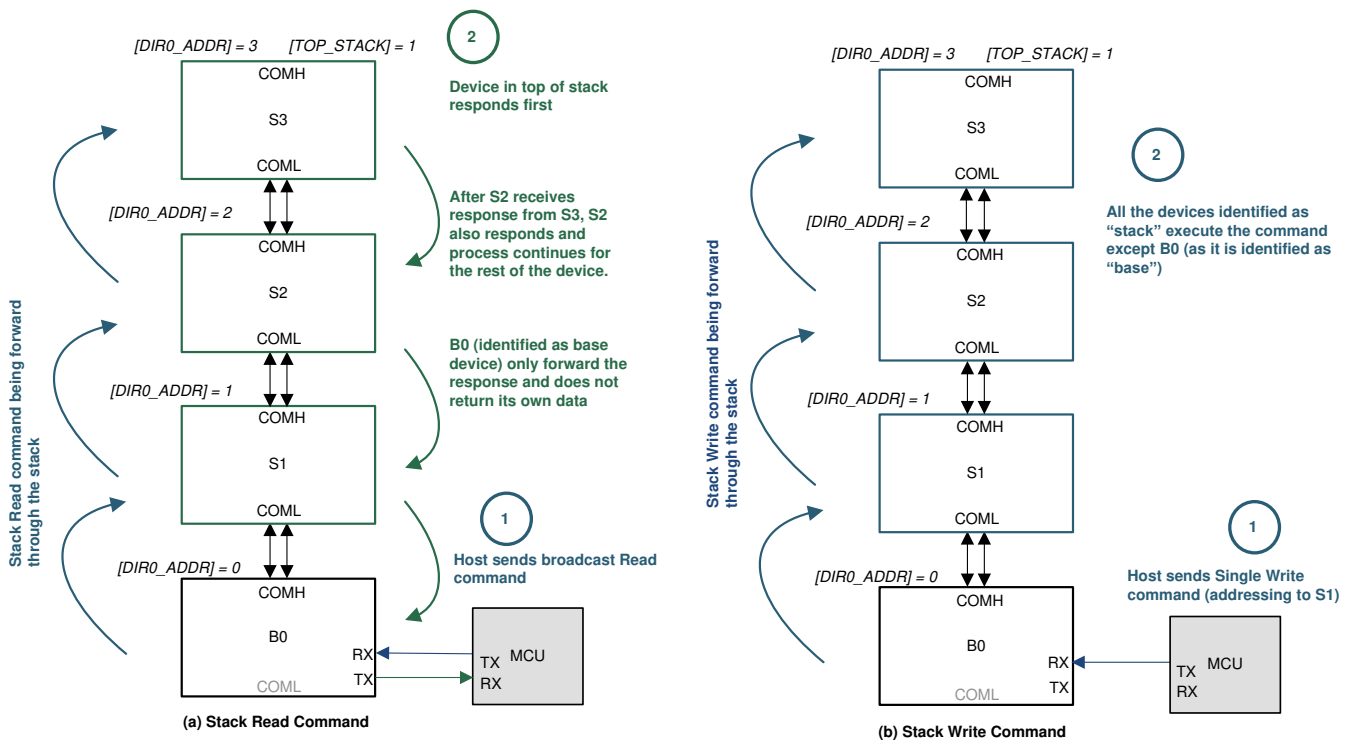 [DIR0_ADDR] = 3 [TOP_STACK] = 1
COMH
S3
COML
2
Device in top of stack
responds first
[DIR0_ADDR] = 2
COMH
S2
COML
After S2 receives
response from S3, S2
also responds and
process continues for
the rest of the device.
[DIR0_ADDR] = 1
COMH
S1
COML
B0 (identified as base
device) only forward the
response and does not
return its own data
Stack Read command being forward
through the stack
1
Host sends broadcast Read
command
[DIR0_ADDR] = 0
COMH
B0
RX
TX
COML
TX
RX
MCU
(a) Stack Read Command
[DIR0_ADDR] = 3 [TOP_STACK] = 1
COMH
S3
COML
2
All the devices identified as
“stack” execute the command
except B0 (as it is identified as
“base”)
[DIR0_ADDR] = 2
COMH
S2
COML
[DIR0_ADDR] = 1
COMH
S1
COML
Stack Write command being forward
through the stack
1
Host sends Single Write
command (addressing to S1)
[DIR0_ADDR] = 0
COMH
B0
RX
TX
COML
TX
RX
MCU
(b) Stack Write Command